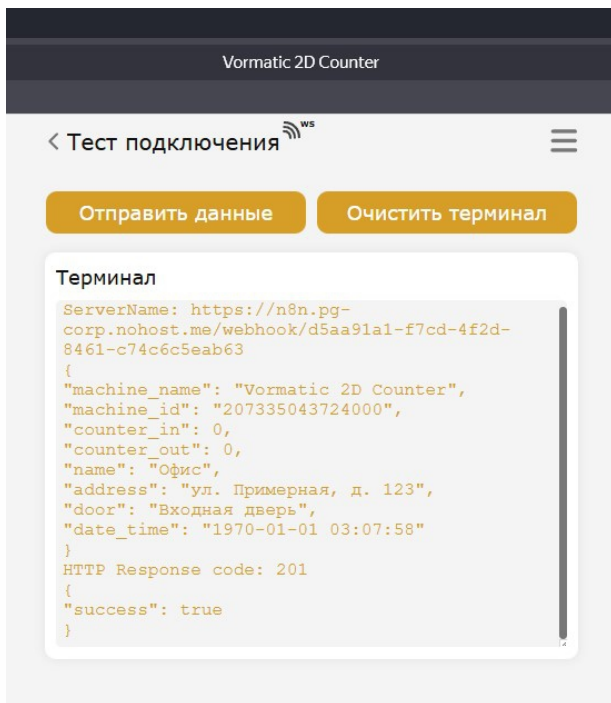 Vormatic 2D Counter
< Тест подключения ws
Отправить данные
Очистить терминал
Терминал
ServerName: https://n8n.pg-
corp.nohost.me/webhook/d5aa91a1-f7cd-4f2d-
8461-c74c6c5eab63
{
"machine_name": "Vormatic 2D Counter",
"machine_id": "207335043724000",
"counter_in": 0,
"counter_out": 0,
"name": "Офис",
"address": "ул. Примерная, д. 123",
"door": "Входная дверь",
"date_time": "1970-01-01 03:07:58"
}
HTTP Response code: 201
{
"success": true
}